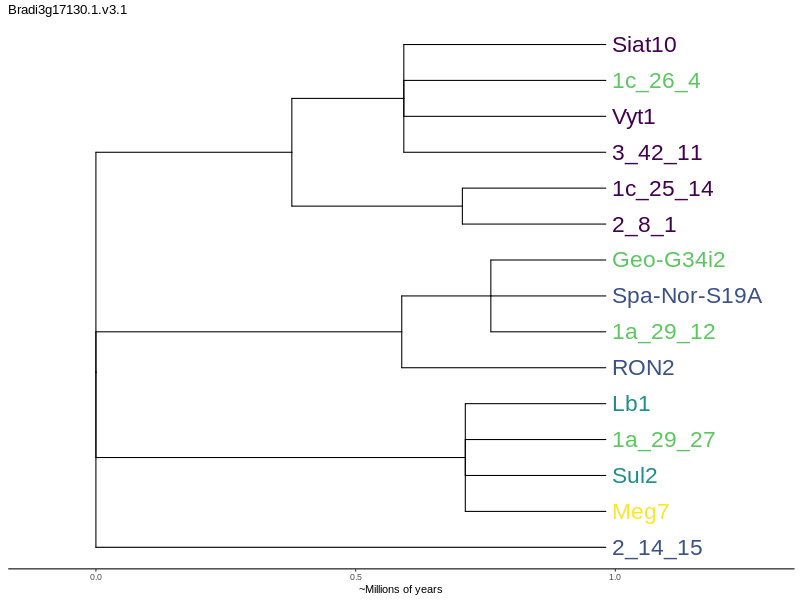 Bradi3g17130.1.v3.1
Siat10
1c_26_4
Vyt1
3_42_11
1c_25_14
2_8_1
Geo-G34i2
Spa-Nor-S19A
1a_29_12
RON2
Lb1
1a_29_27
Sul2
Meg7
2_14_15
0.0 0.5 1.0
~Millions of years